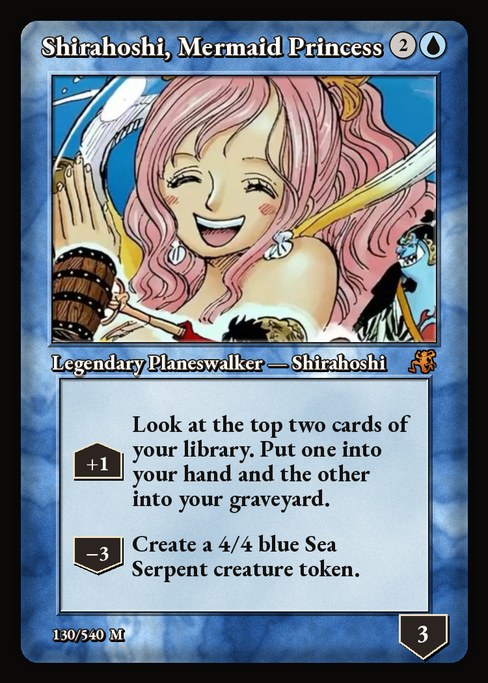 Shirahoshi, Mermaid Princess 2
Legendary Planeswalker — Shirahoshi
+1
Look at the top two cards of
your library. Put one into
your hand and the other
into your graveyard.
−3
Create a 4/4 blue Sea
Serpent creature token.
130/540 M
3